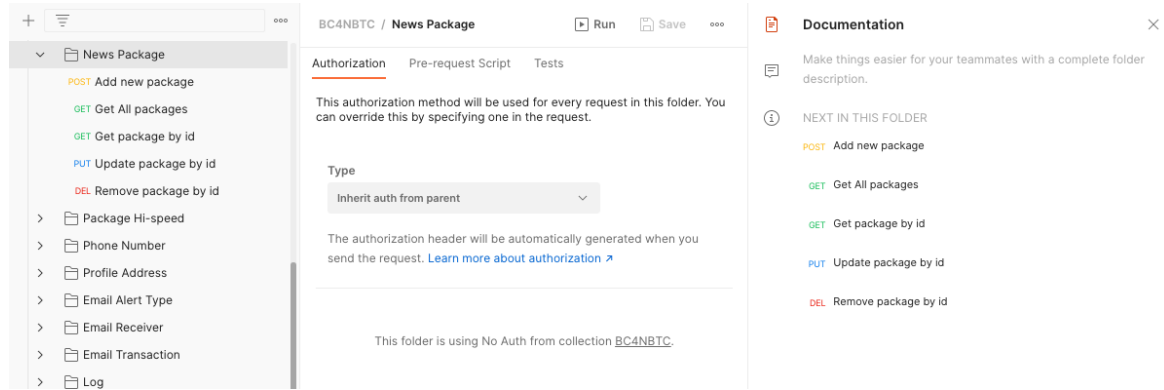 News Package
POST Add new package
GET Get All packages
GET Get package by id
PUT Update package by id
DEL Remove package by id
Package Hi-speed
Phone Number
Profile Address
Email Alert Type
Email Receiver
Email Transaction
Log
BC4NBTC / News Package
Run
Save
Authorization
Pre-request Script
Tests
This authorization method will be used for every request in this folder. You
can override this by specifying one in the request.
Type
Inherit auth from parent
The authorization header will be automatically generated when you
send the request. Learn more about authorization ↗
This folder is using No Auth from collection BC4NBTC.
Documentation
Make things easier for your teammates with a complete folder
description.
NEXT IN THIS FOLDER
POST Add new package
GET Get All packages
GET Get package by id
PUT Update package by id
DEL Remove package by id